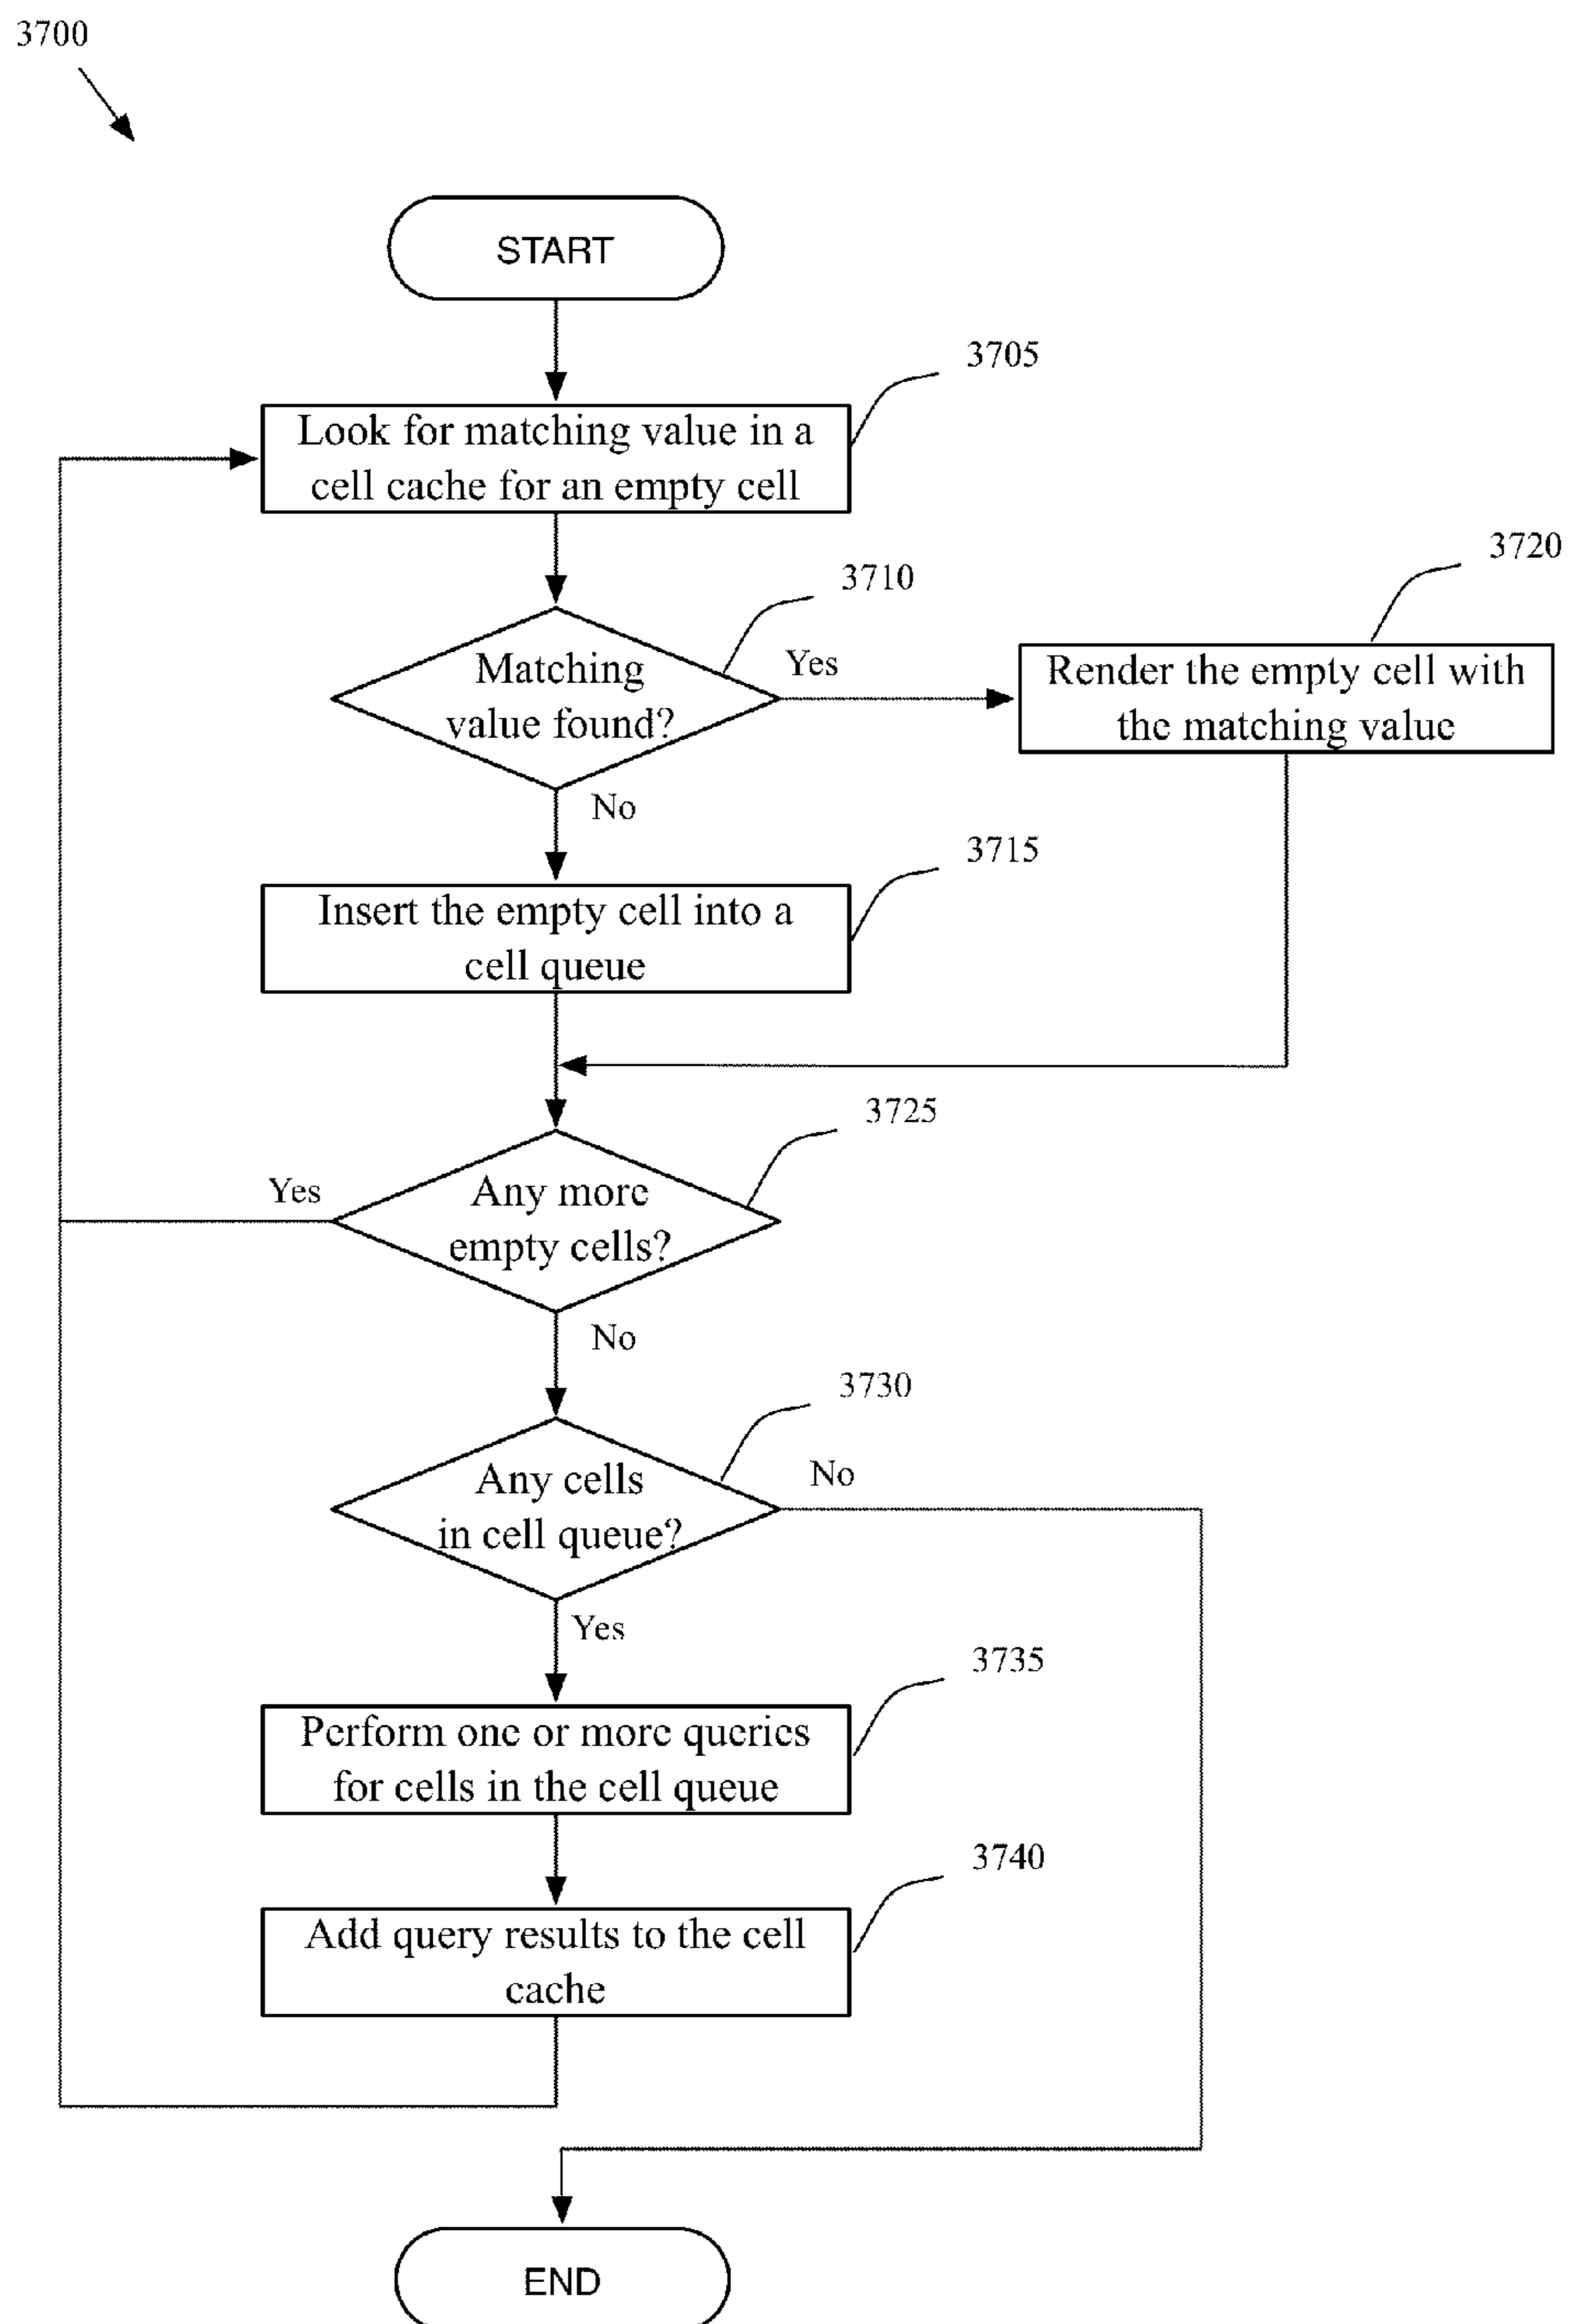 3700
START
3705
Look for matching value in a
cell cache for an empty cell
3710
3720
Matching
value found?
Yes
Render the empty cell with
the matching value
No
3715
Insert the empty cell into a
cell queue
3725
Any more
empty cells?
Yes
No
3730
Any cells
in cell queue?
No
Yes
3735
Perform one or more queries
for cells in the cell queue
3740
Add query results to the cell
cache
END